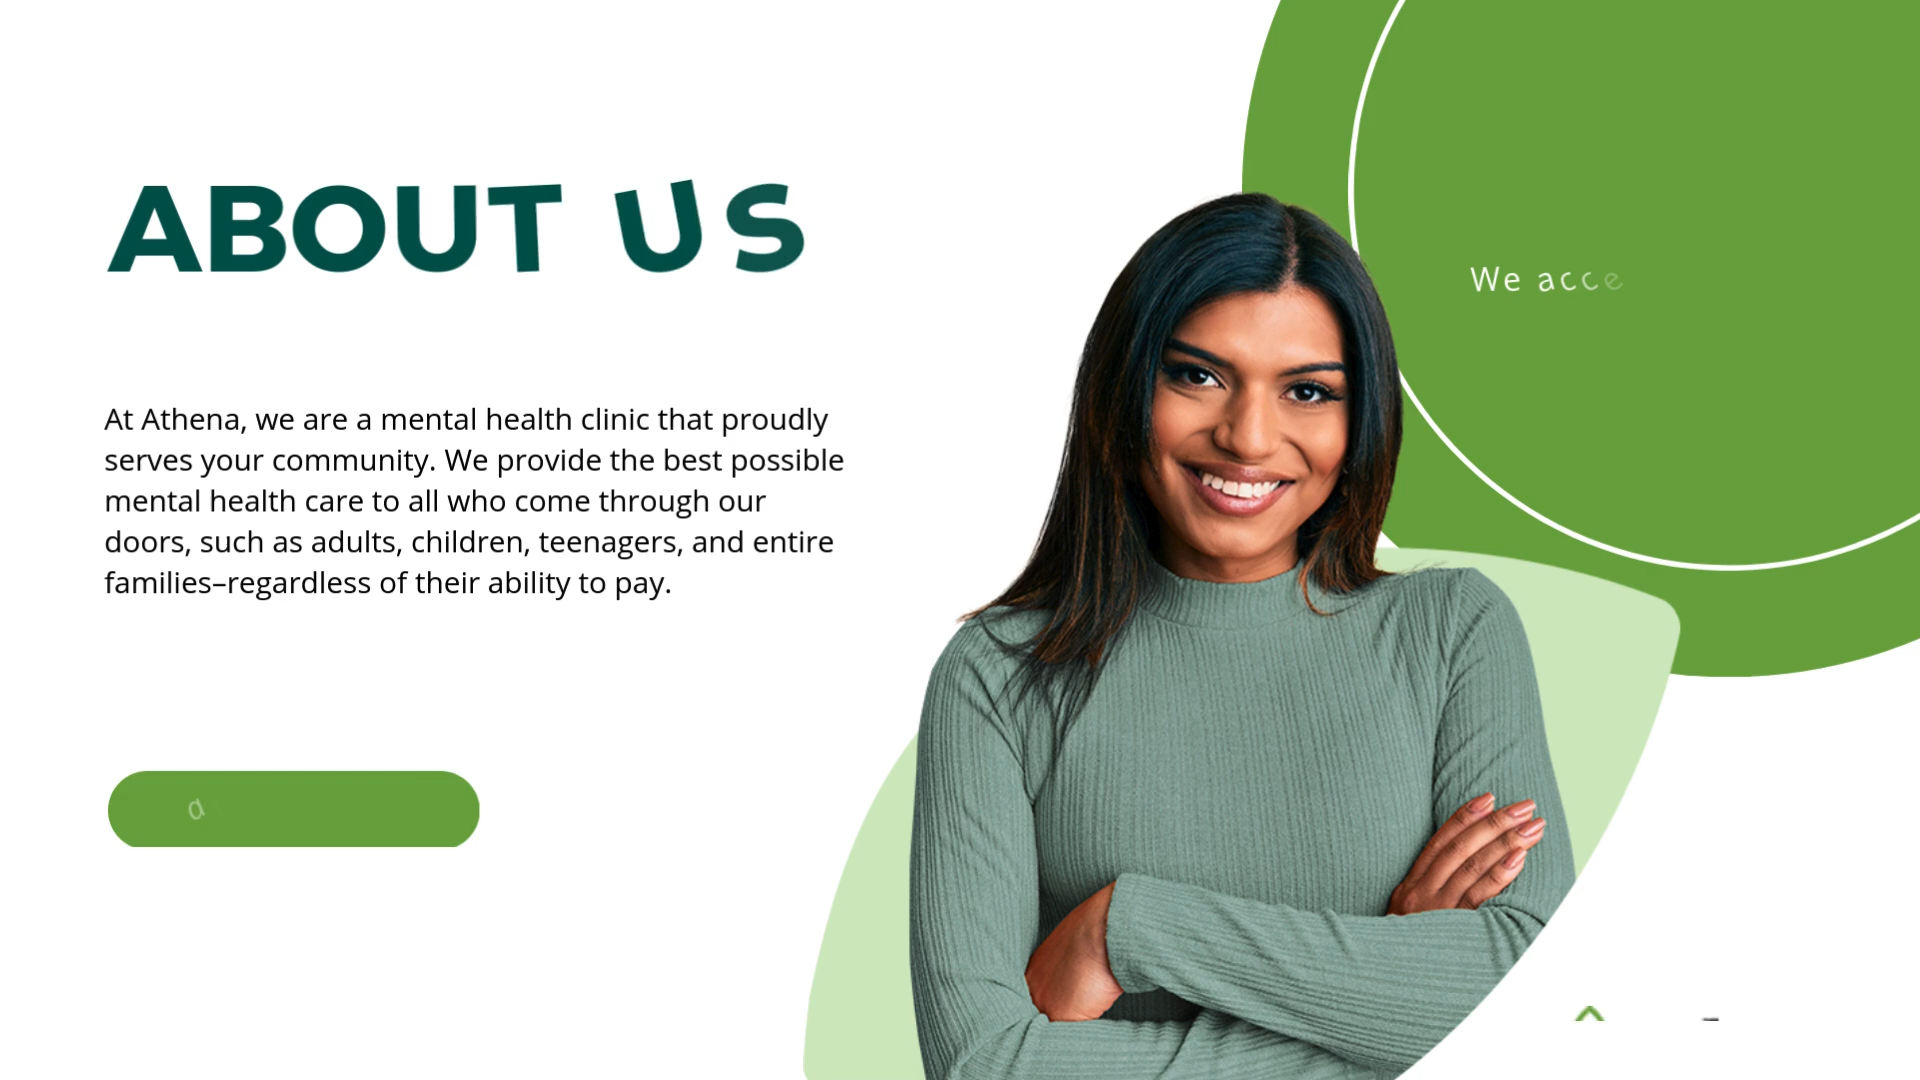 ABOUT US
We acce
At Athena, we are a mental health clinic that proudly
serves your community. We provide the best possible
mental health care to all who come through our
doors, such as adults, children, teenagers, and entire
families–regardless of their ability to pay.
a